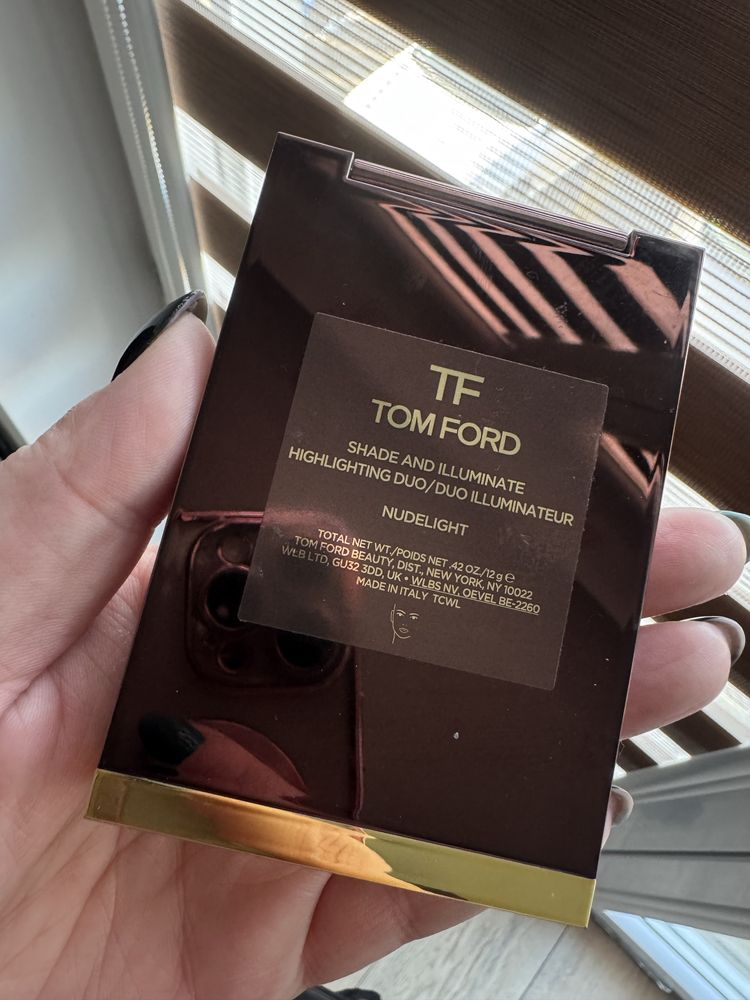 TF
TOM FORD
SHADE AND ILLUMINATE
HIGHLIGHTING DUO/DUO ILLUMINATEUR
NUDELIGHT
TOTAL NET WT./POIDS NET .42 OZ./12 g ℮
TOM FORD BEAUTY, DIST., NEW YORK, NY 10022
WLB LTD, GU32 3DD, UK • WLBS NV, OEVEL BE-2260
MADE IN ITALY TCWL